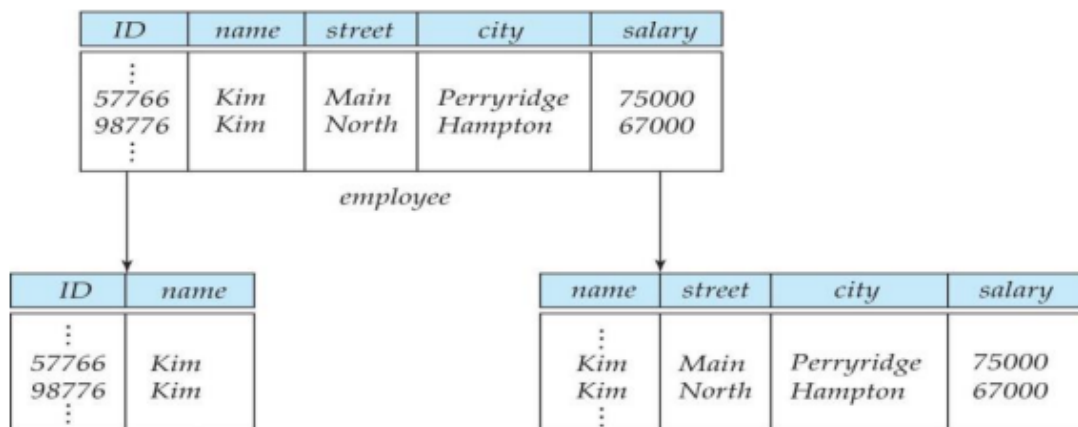 ID name street city salary
⋮
57766 Kim Main Perryridge 75000
98776 Kim North Hampton 67000
⋮
employee
ID name
⋮
57766 Kim
98776 Kim
⋮
name street city salary
⋮
Kim Main Perryridge 75000
Kim North Hampton 67000
⋮